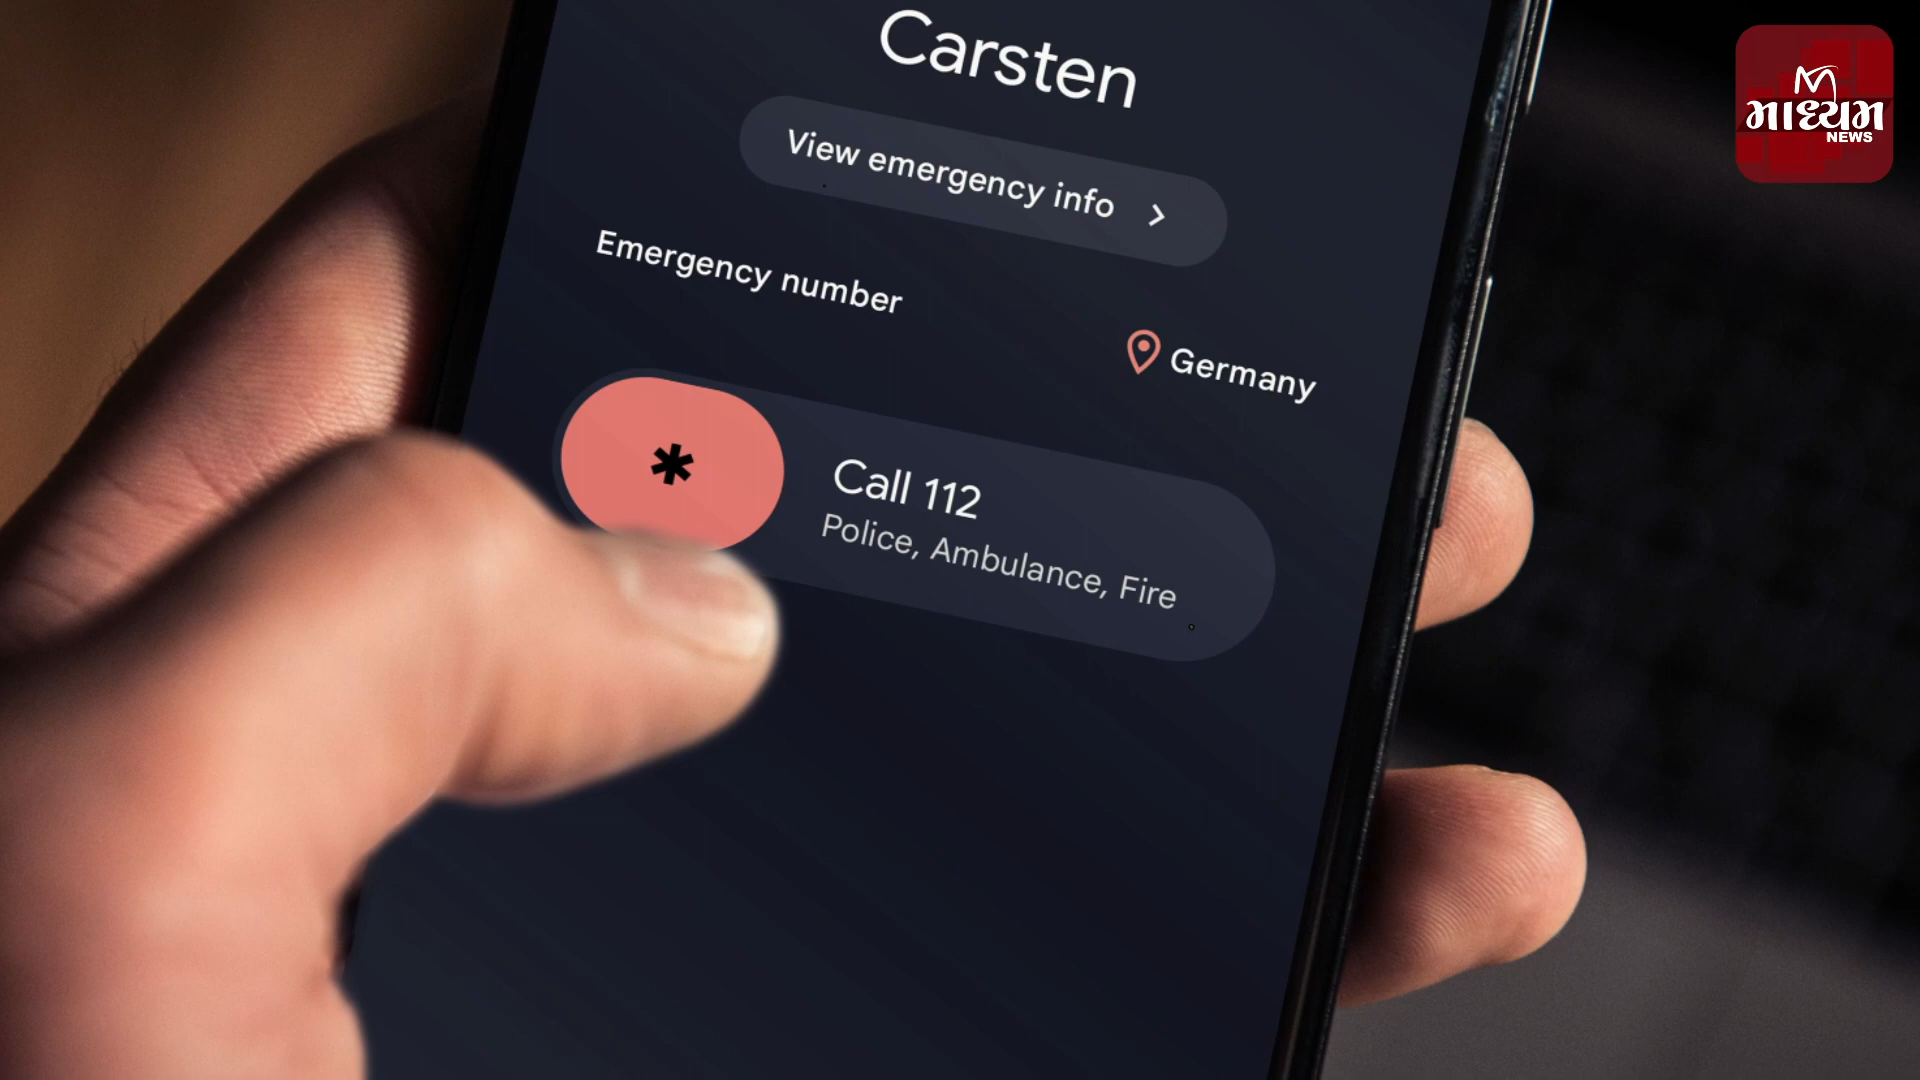 Carsten
View emergency info
Emergency number
Germany
Call 112
Police, Ambulance, Fire
માધ્યમ
NEWS